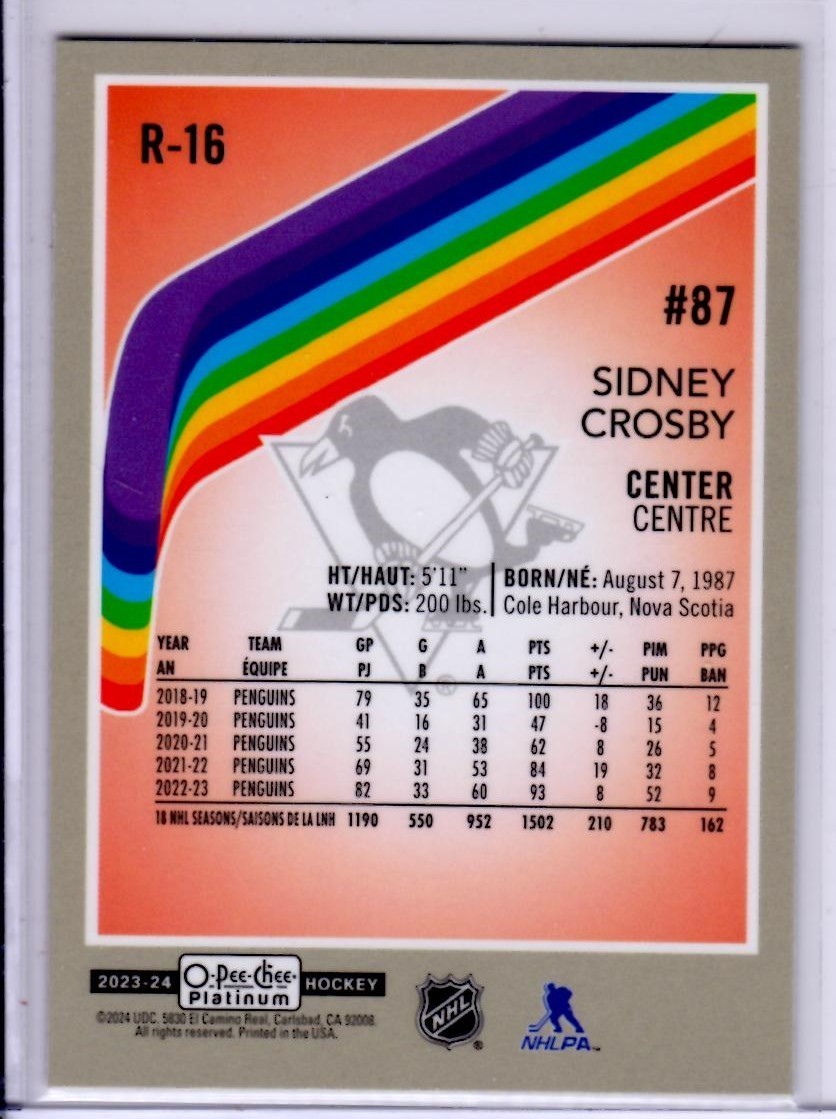 R-16
#87
SIDNEY
CROSBY
CENTER
CENTRE
HT/HAUT: 5'11" | BORN/NÉ: August 7, 1987
WT/PDS: 200 lbs. | Cole Harbour, Nova Scotia
YEAR TEAM GP G A PTS +/- PIM PPG
AN ÉQUIPE PJ B A PTS +/- PUN BAN
2018-19 PENGUINS 79 35 65 100 18 36 12
2019-20 PENGUINS 41 16 31 47 -8 15 4
2020-21 PENGUINS 55 24 38 62 8 26 5
2021-22 PENGUINS 69 31 53 84 19 32 8
2022-23 PENGUINS 82 33 60 93 8 52 9
18 NHL SEASONS/SAISONS DE LA LNH 1190 550 952 1502 210 783 162
2023-24 O-Pee-Chee Platinum HOCKEY
©2024 UDC. 5830 El Camino Real, Carlsbad, CA 92008.
All rights reserved. Printed in the USA.
NHL ®
NHLPA™